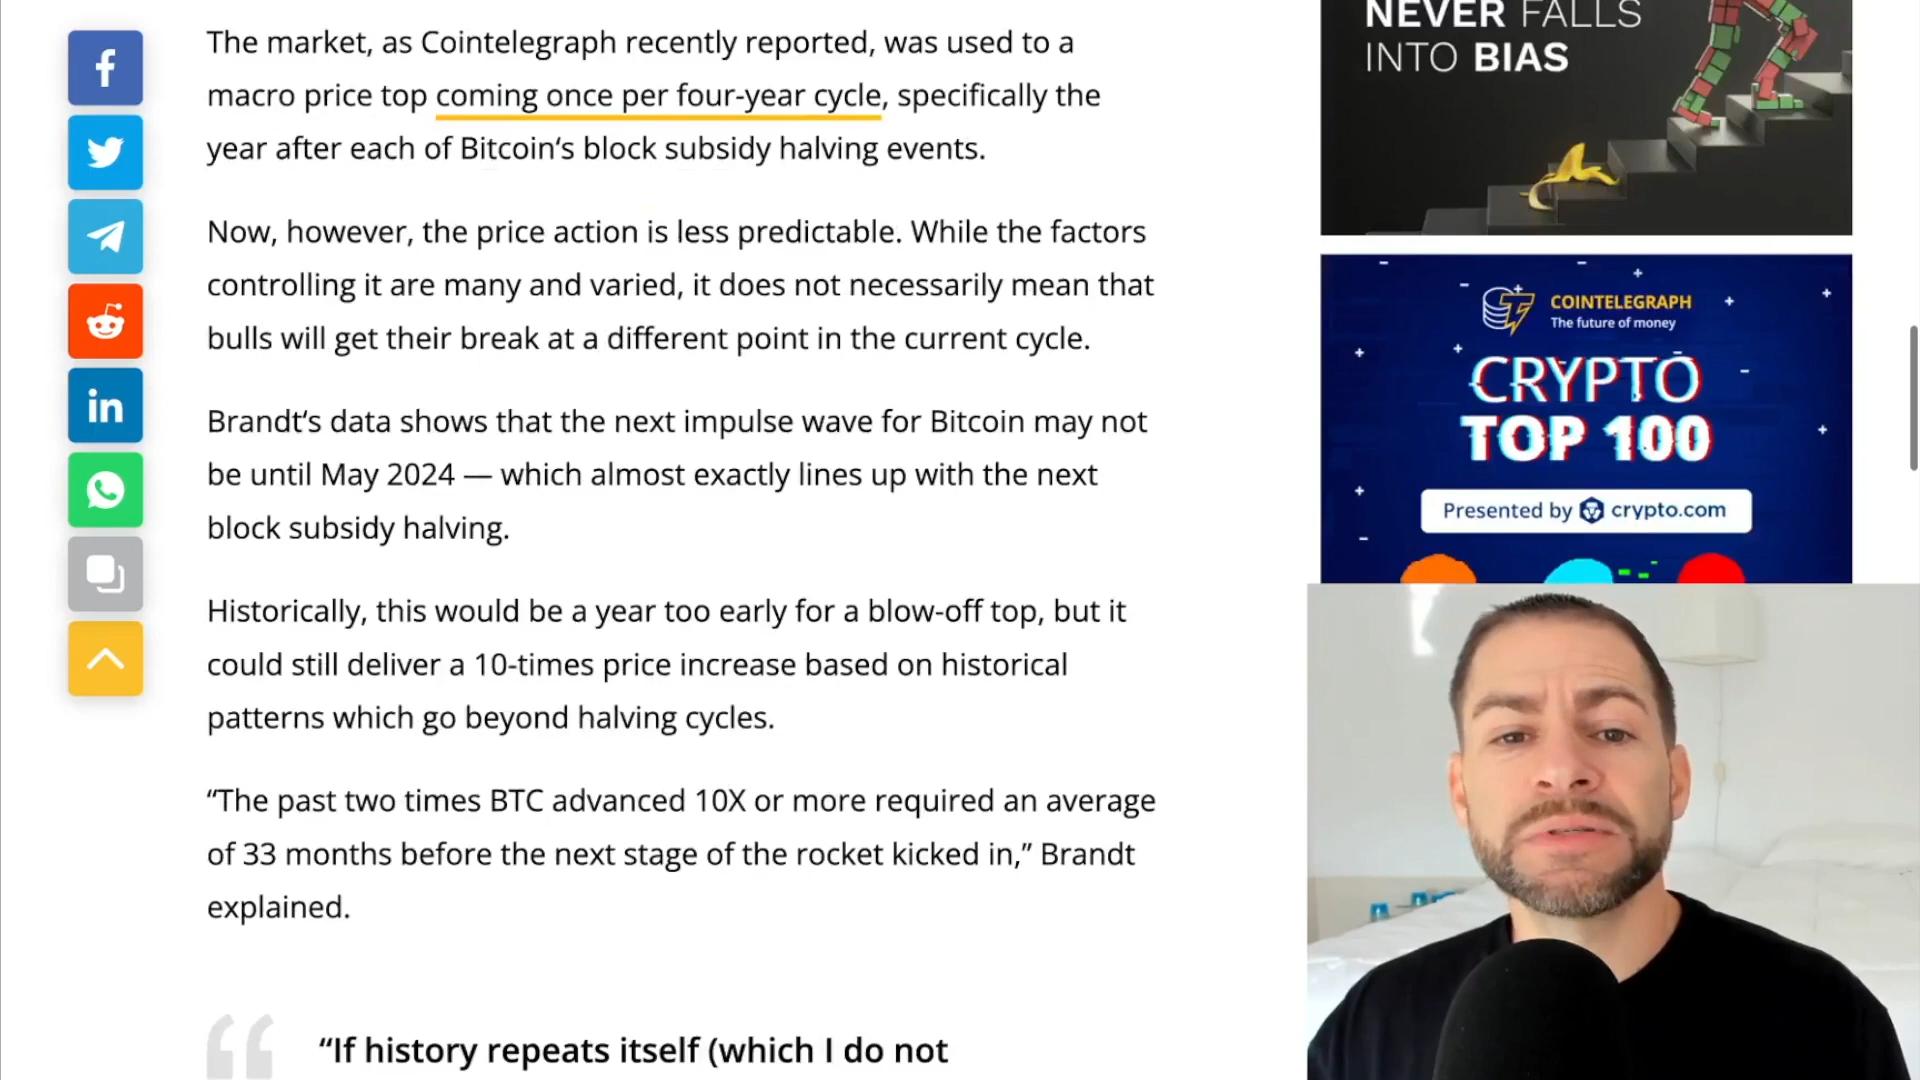 The market, as Cointelegraph recently reported, was used to a
macro price top coming once per four-year cycle, specifically the
year after each of Bitcoin‘s block subsidy halving events.
Now, however, the price action is less predictable. While the factors
controlling it are many and varied, it does not necessarily mean that
bulls will get their break at a different point in the current cycle.
Brandt‘s data shows that the next impulse wave for Bitcoin may not
be until May 2024 — which almost exactly lines up with the next
block subsidy halving.
Historically, this would be a year too early for a blow-off top, but it
could still deliver a 10-times price increase based on historical
patterns which go beyond halving cycles.
“The past two times BTC advanced 10X or more required an average
of 33 months before the next stage of the rocket kicked in,” Brandt
explained.
“If history repeats itself (which I do not
NEVER FALLS
INTO BIAS
COINTELEGRAPH
The future of money
CRYPTO
TOP 100
Presented by crypto.com